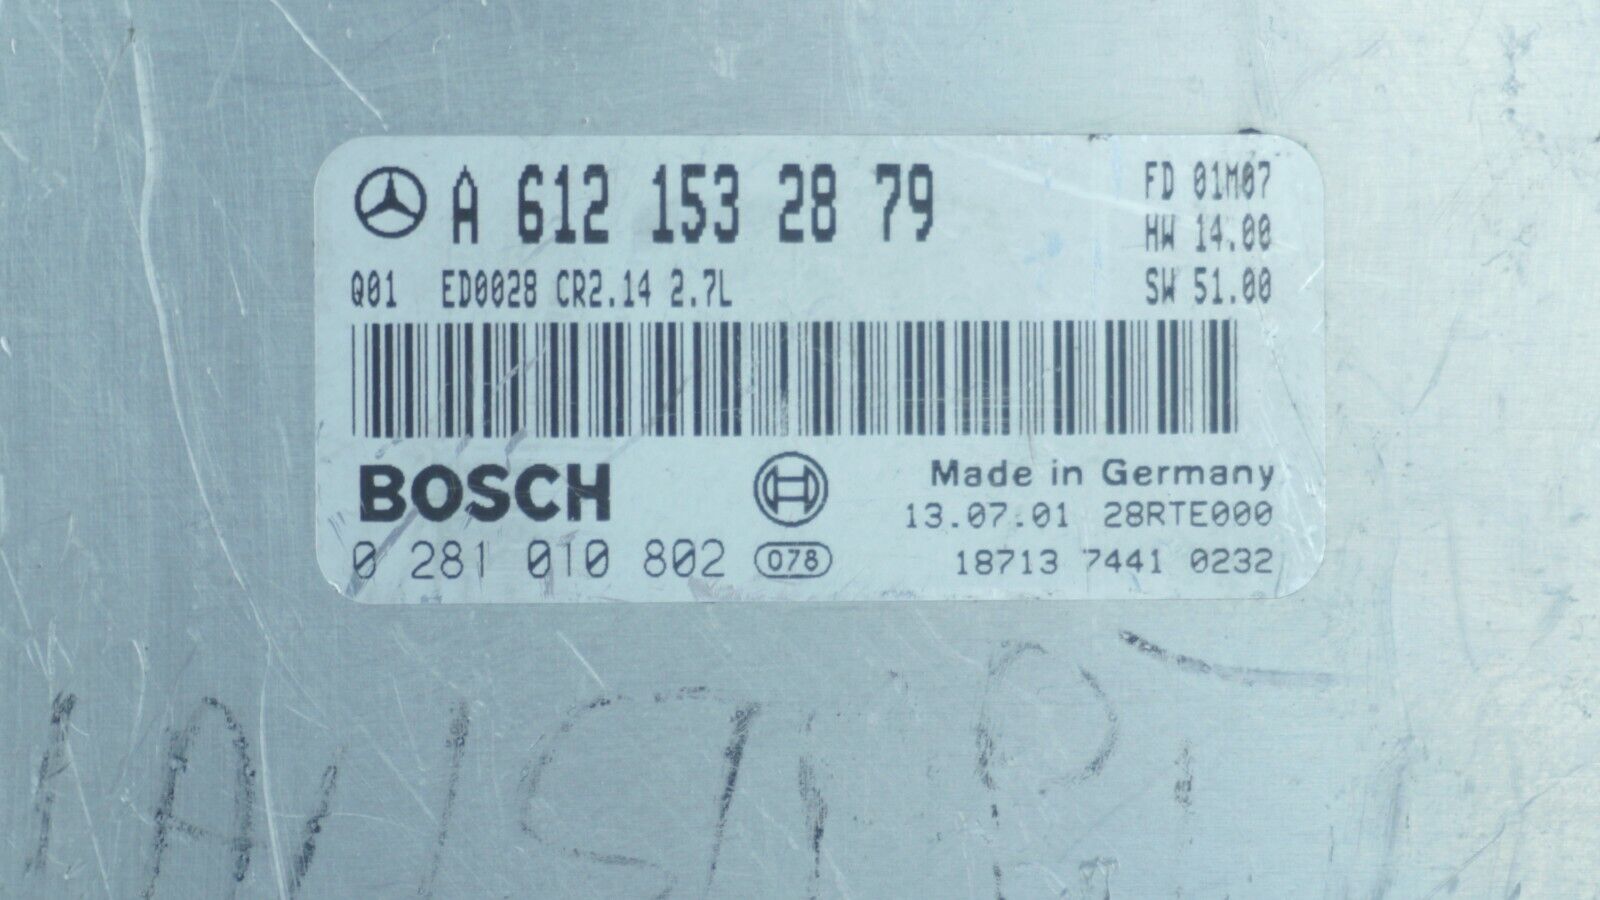 A 612 153 28 79
FD 01M07
HW 14.00
Q01 ED0028 CR2.14 2.7L
SW 51.00
BOSCH
Made in Germany
13.07.01 28RTE000
0 281 010 802 078
18713 7441 0232